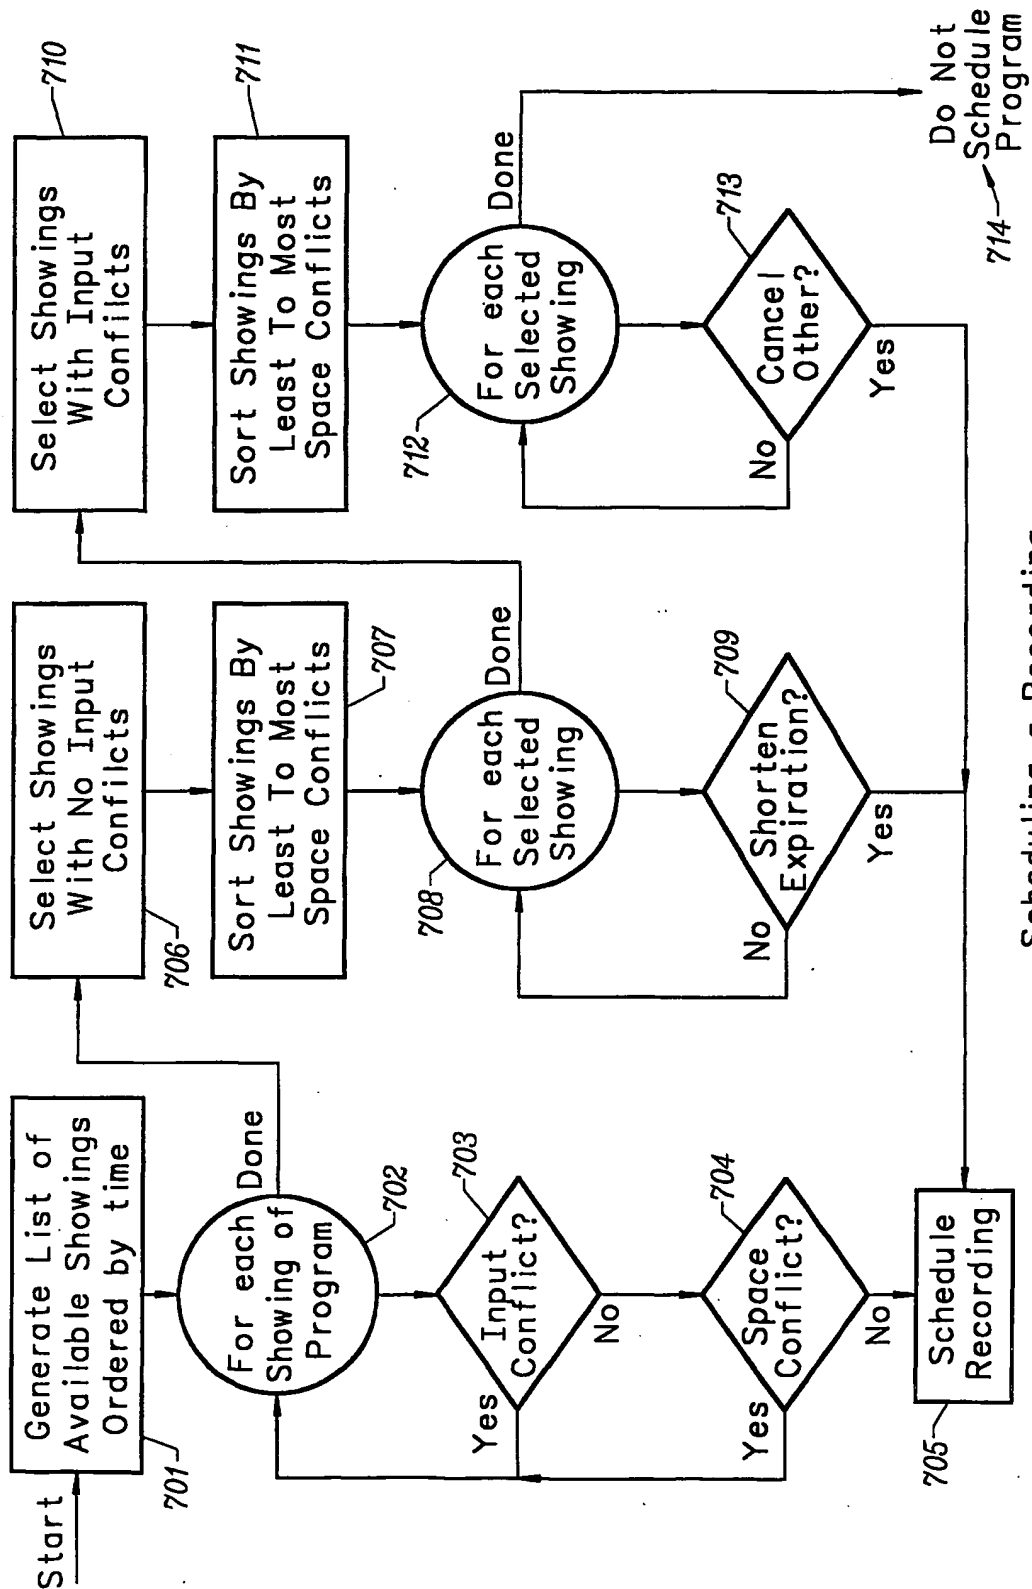 Start
701
Generate List of
Available Showings
Ordered by time
For each
Showing of
Program
702
Done
Input
Conflict?
703
Yes
No
Space
Conflict?
704
Yes
No
Schedule
Recording
705
Select Showings
With No Input
Confilcts
706
Sort Showings By
Least To Most
Space Conflicts
707
For each
Selected
Showing
708
Done
Shorten
Expiration?
709
No
Yes
Select Showings
With Input
Confilcts
710
Sort Showings By
Least To Most
Space Conflicts
711
For each
Selected
Showing
712
Done
Cancel
Other?
713
No
Yes
Do Not
Schedule
Program
714
Scheduling a Recording